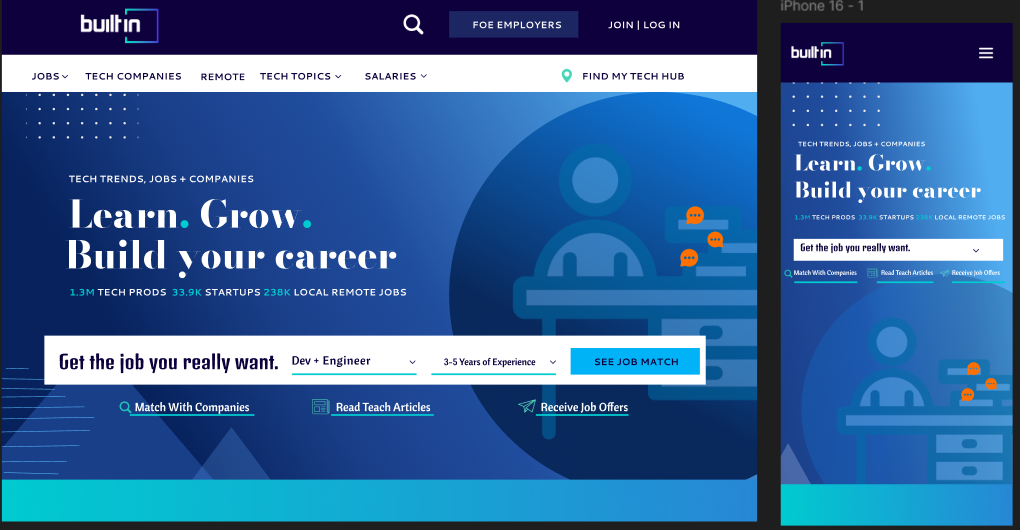 builtin
FOE EMPLOYERS
JOIN | LOG IN
JOBS
TECH COMPANIES
REMOTE
TECH TOPICS
SALARIES
FIND MY TECH HUB
TECH TRENDS, JOBS + COMPANIES
Learn. Grow.
Build your career
1.3M TECH PRODS 33.9K STARTUPS 238K LOCAL REMOTE JOBS
Get the job you really want.
Dev + Engineer
3-5 Years of Experience
SEE JOB MATCH
Match With Companies
Read Teach Articles
Receive Job Offers
iPhone 16 - 1
builtin
TECH TRENDS, JOBS + COMPANIES
Learn. Grow.
Build your career
1.3M TECH PRODS 33.9K STARTUPS 238K LOCAL REMOTE JOBS
Get the job you really want.
Match With Companies
Read Teach Articles
Receive Job Offers